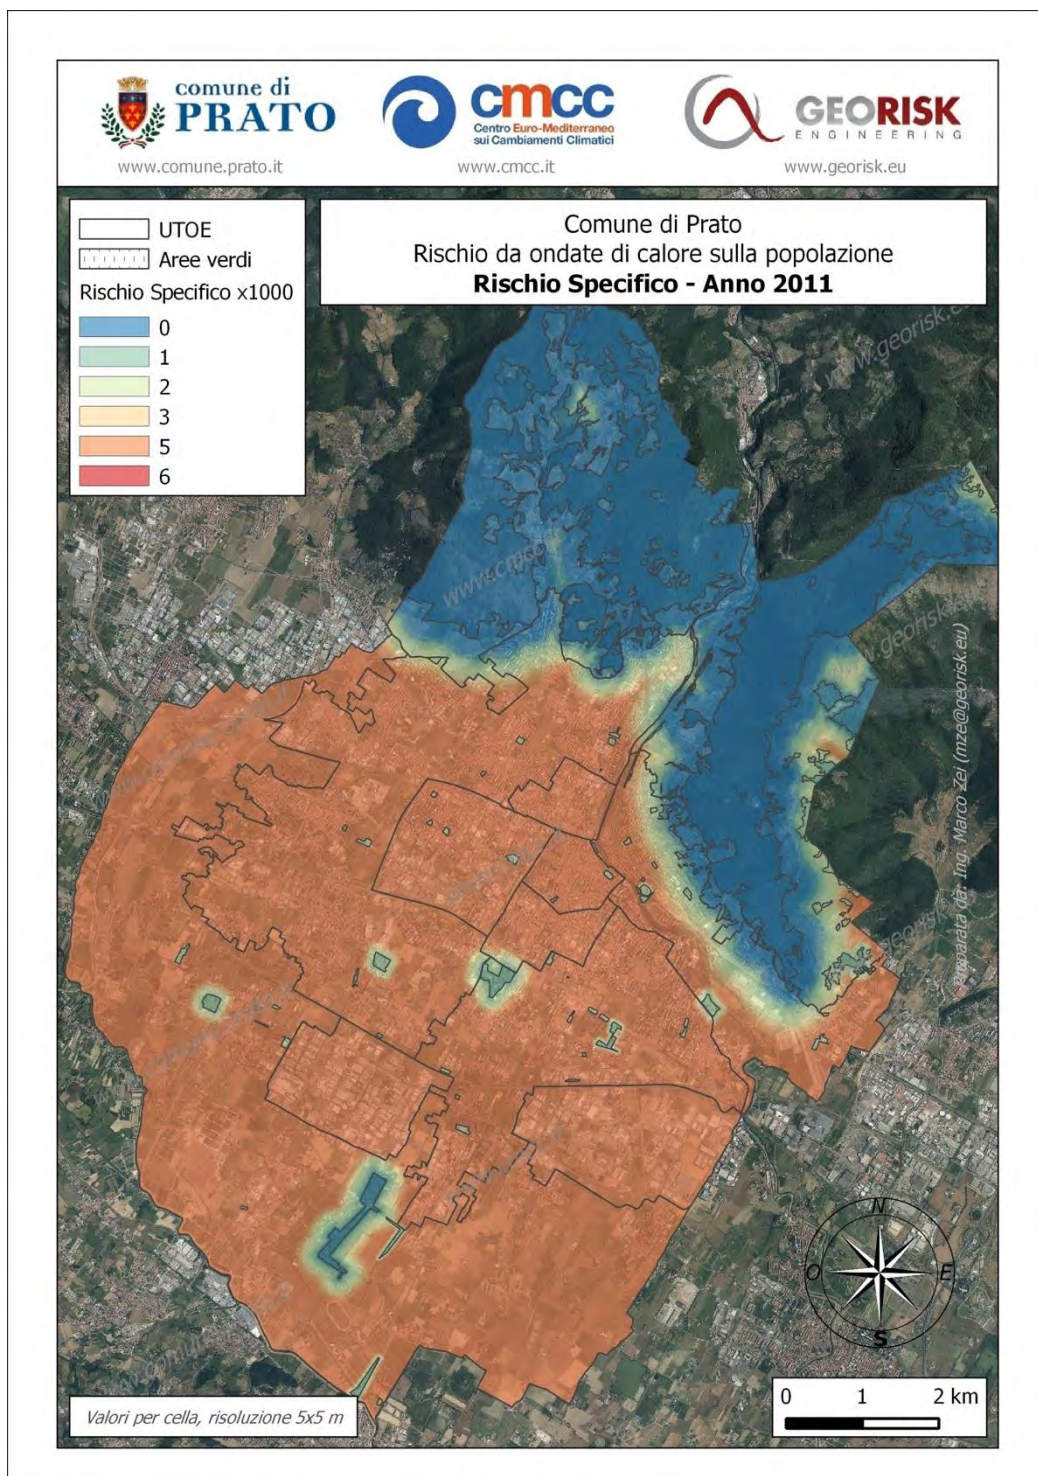 comune di
PRATO
www.comune.prato.it
cmcc
Centro Euro-Mediterraneo
sui Cambiamenti Climatici
www.cmcc.it
GEORISK
ENGINEERING
www.georisk.eu
UTOE
Aree verdi
Rischio Specifico x1000
0
1
2
3
5
6
Comune di Prato
Rischio da ondate di calore sulla popolazione
Rischio Specifico - Anno 2011
N
O
E
S
0 1 2 km
Valori per cella, risoluzione 5x5 m